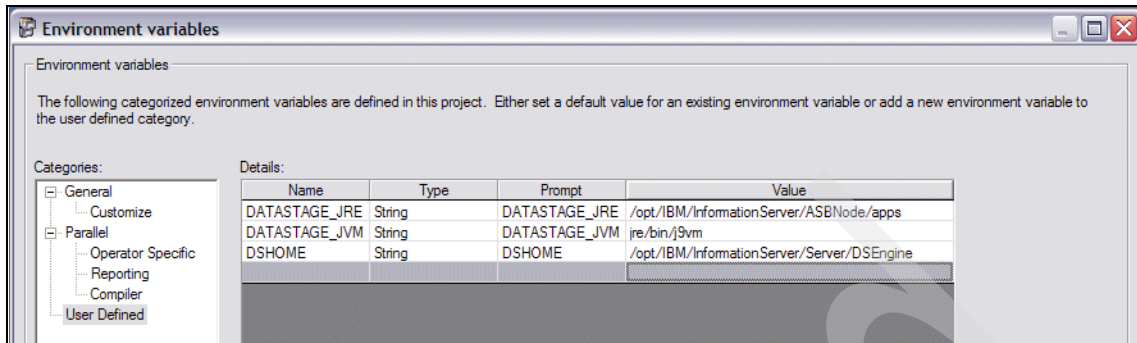 Environment variables
Environment variables
The following categorized environment variables are defined in this project. Either set a default value for an existing environment variable or add a new environment variable to
the user defined category.
Categories:
Details:
General
Customize
Parallel
Operator Specific
Reporting
Compiler
User Defined
Name Type Prompt Value
DATASTAGE_JRE String DATASTAGE_JRE /opt/IBM/InformationServer/ASBNode/apps
DATASTAGE_JVM String DATASTAGE_JVM jre/bin/j9vm
DSHOME String DSHOME /opt/IBM/InformationServer/Server/DSEngine